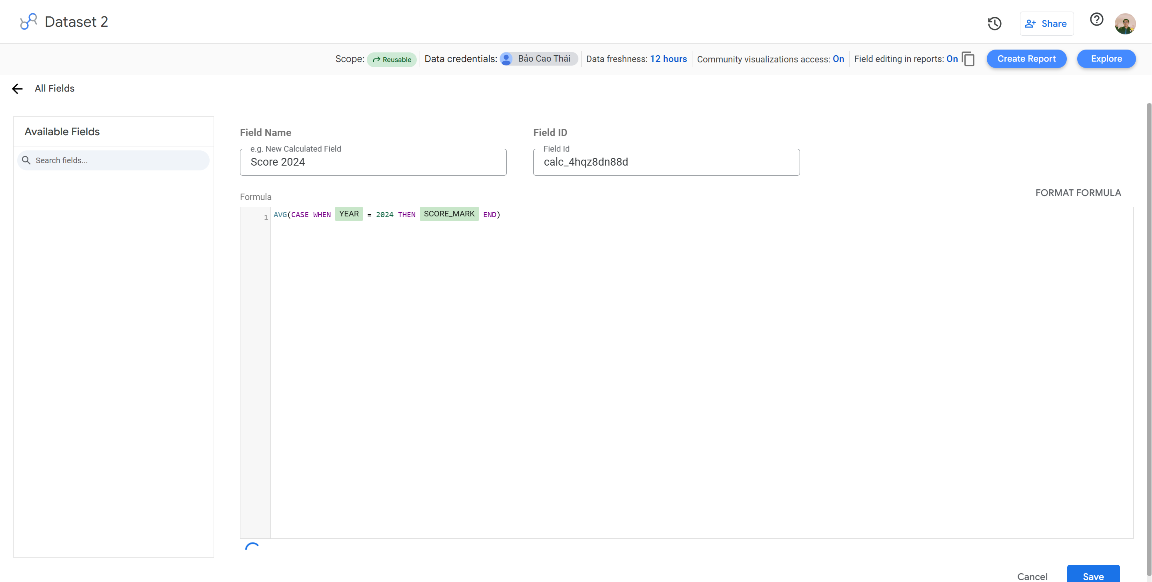 Dataset 2
Share
Scope: Reusable Data credentials: Bảo Cao Thái Data freshness: 12 hours Community visualizations access: On Field editing in reports: On Create Report Explore
All Fields
Available Fields
Search fields...
Field Name Field ID
e.g. New Calculated Field Field Id
Score 2024 calc_4hqz8dn88d
Formula FORMAT FORMULA
1 AVG(CASE WHEN YEAR = 2024 THEN SCORE_MARK END)
Cancel Save